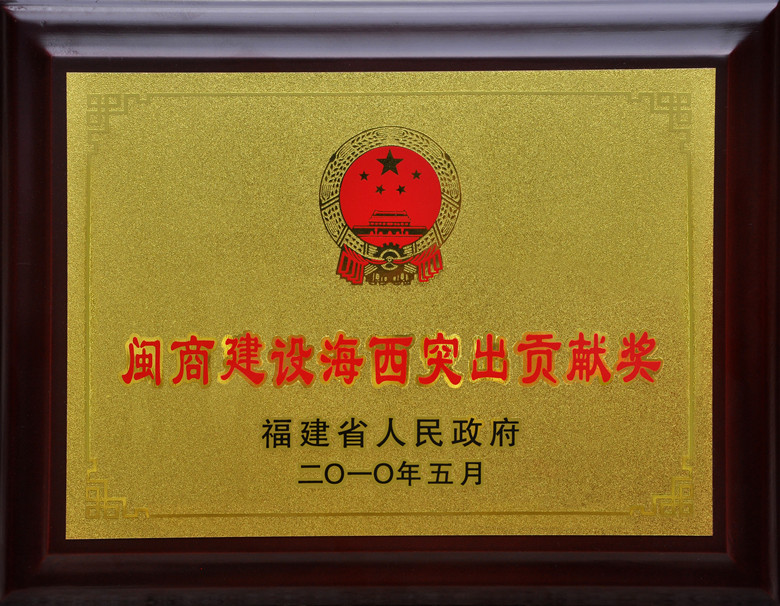 闽商建设海西突出贡献奖
福建省人民政府
二〇一〇年五月